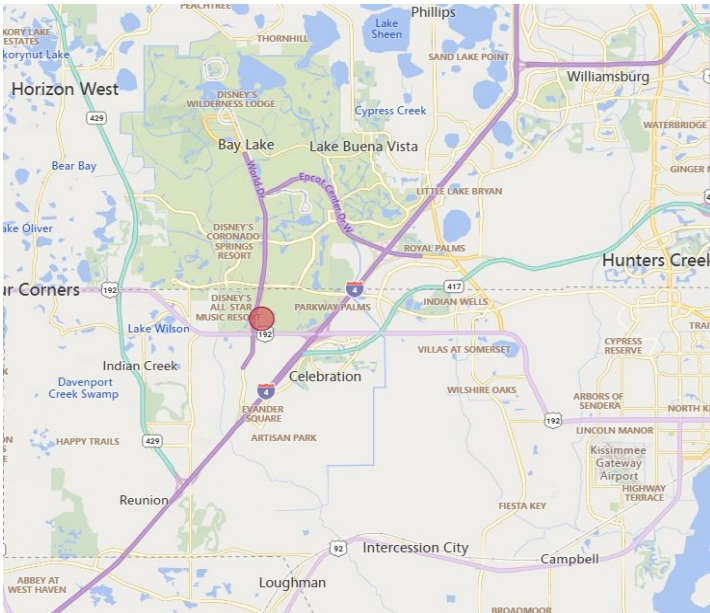 PEACHTREE
Phillips
KORY LAKE
ESTATES
Lake
Sheen
korynut Lake
THORNHILL
SAND LAKE POINT
Williamsburg
Horizon West
DISNEY'S
WILDERNESS LODGE
Cypress Creek
429
WATERBRIDGE
Bay Lake
Lake Buena Vista
Bear Bay
GINGER M
World Dr
Epcot Center Dr W
LITTLE LAKE BRYAN
ake Oliver
DISNEY'S
CORONADO
SPRINGS
RESORT
ROYAL PALMS
Hunters Creek
ur Corners
192
4
417
DISNEY'S
ALL-STAR
MUSIC RESORT
PARKWAY PALMS
INDIAN WELLS
Lake Wilson
192
TRAI
CYPRESS
RESERVE
VILLAS AT SOMERSET
Indian Creek
Celebration
Davenport
Creek Swamp
4
WILSHIRE OAKS
ARBORS OF
SENDERA
EVANDER
SQUARE
NORTH KI
192
LINCOLN MANOR
HAPPY TRAILS
429
ARTISAN PARK
Kissimmee
Gateway
Airport
Reunion
HIGHWAY
TERRACE
FIESTA KEY
92
Intercession City
Campbell
ABBEY AT
WEST HAVEN
Loughman
BROADMOOR